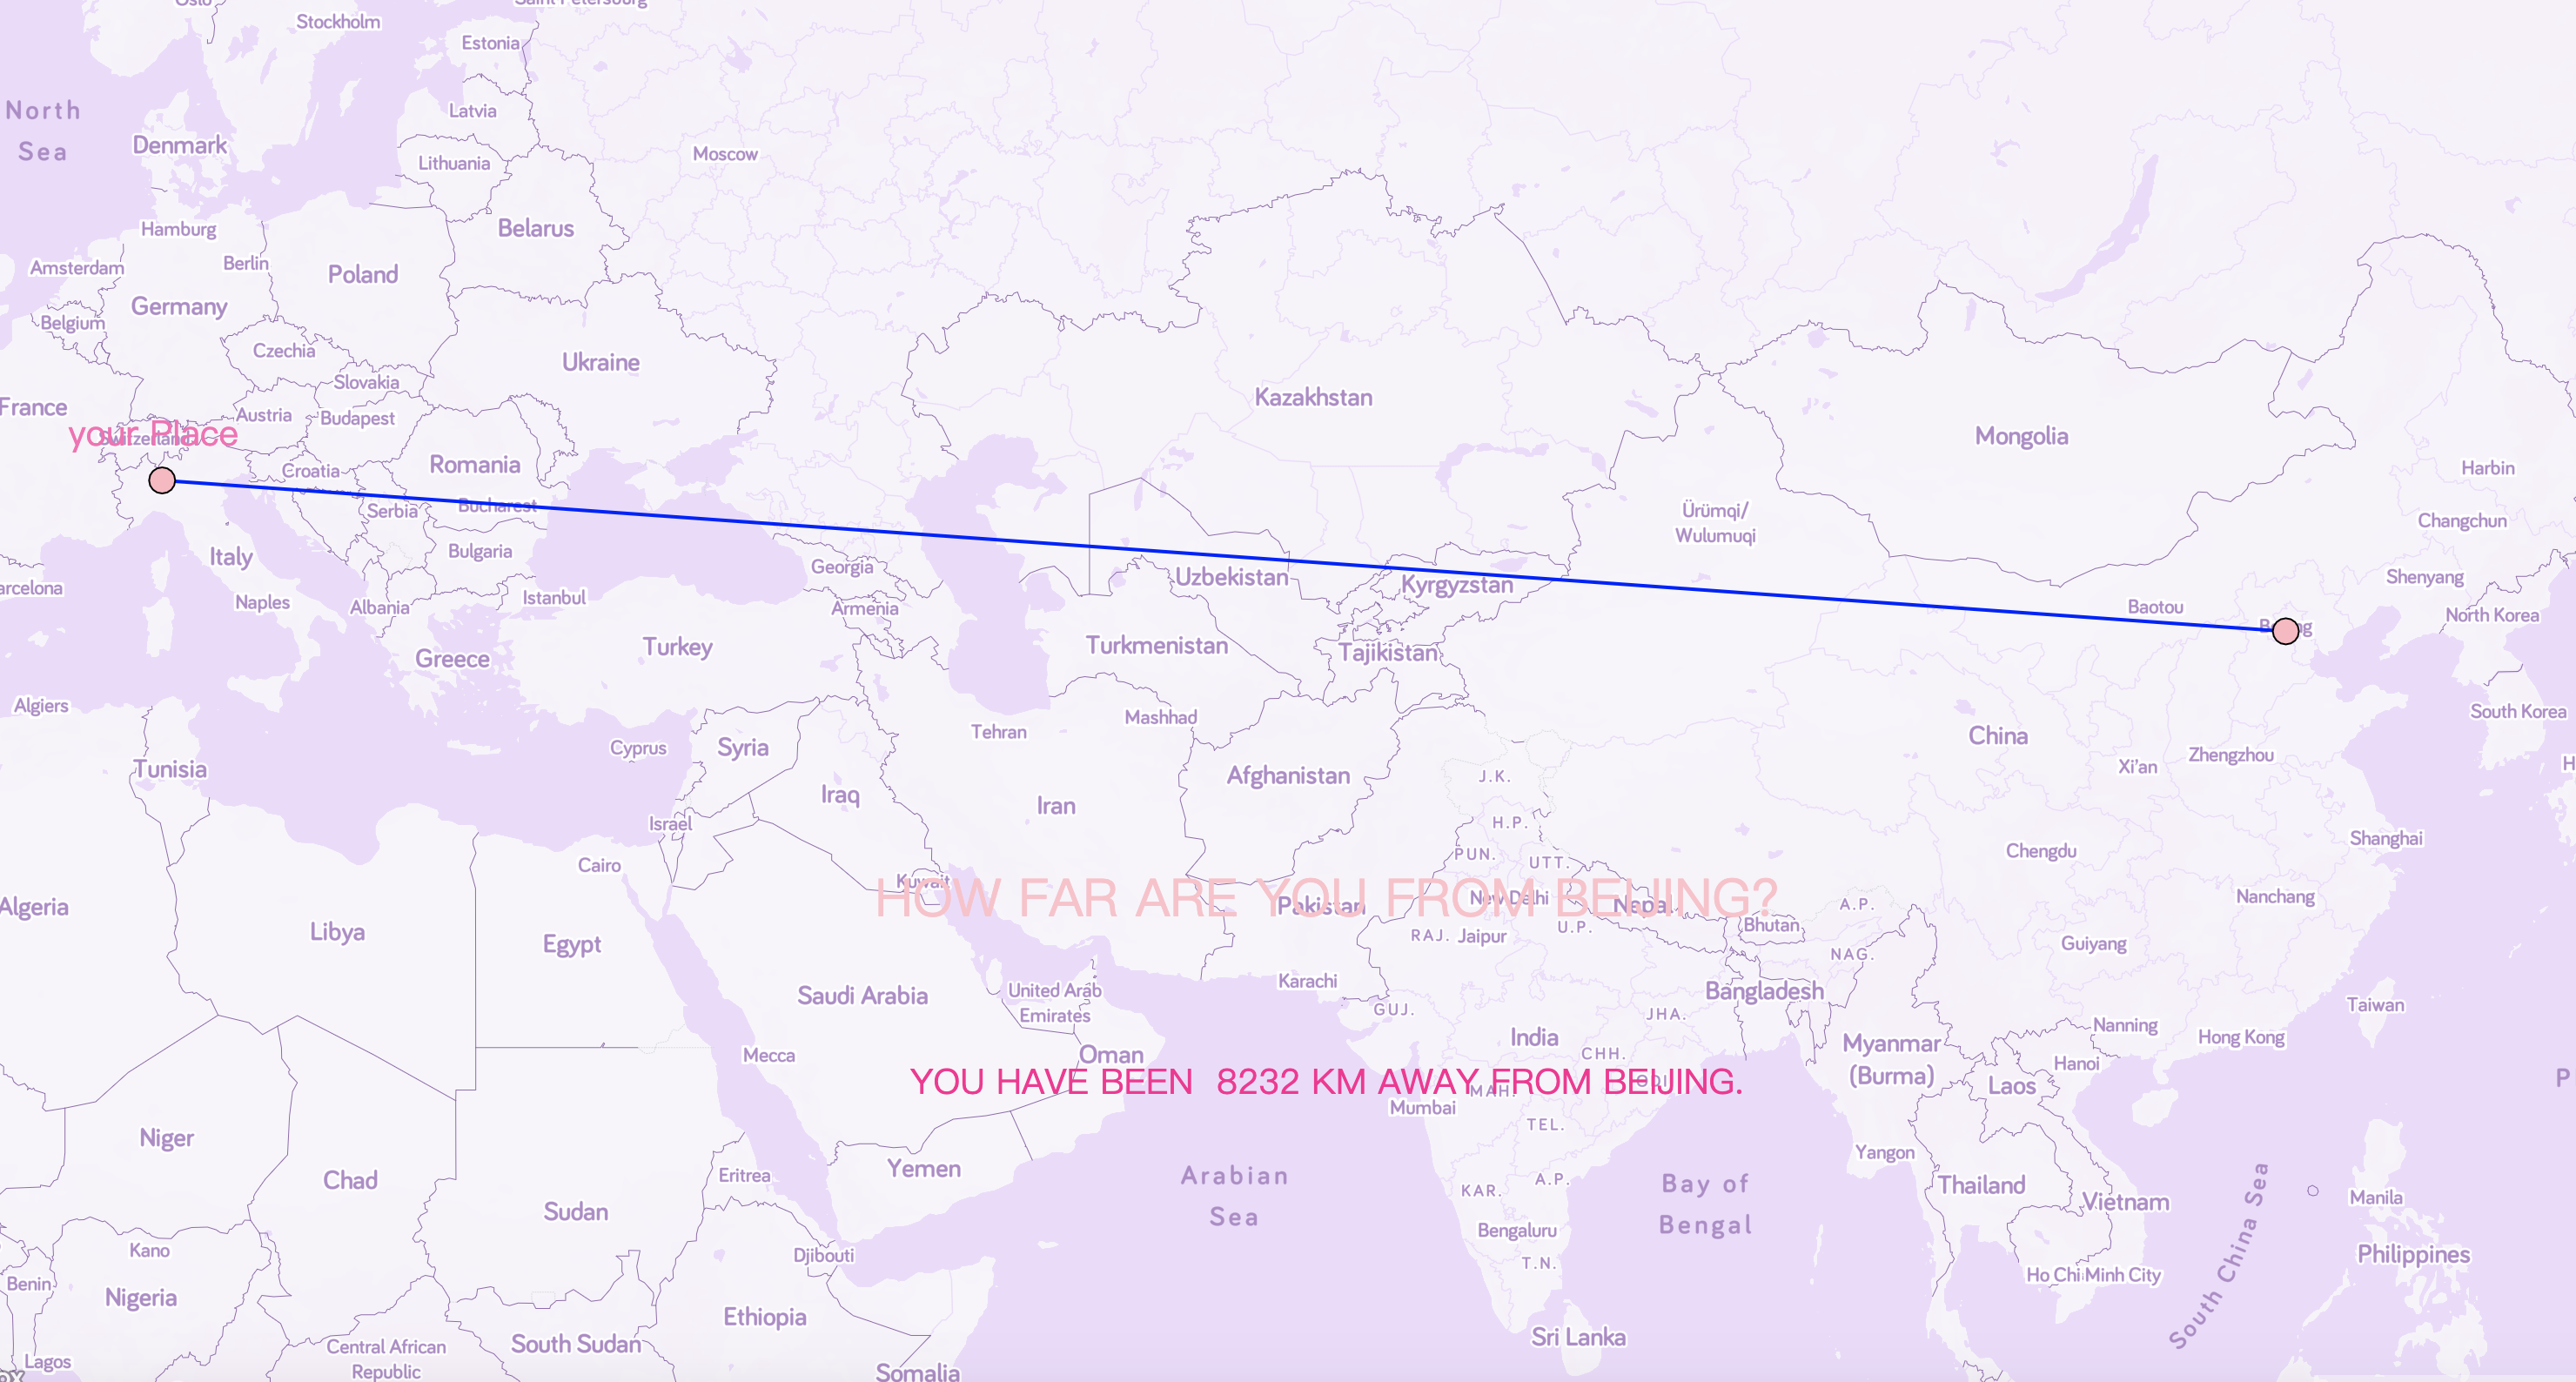 Oslo
Saint Petersburg
Stockholm
Estonia
North
Sea
Latvia
Denmark
Moscow
Lithuania
Hamburg
Belarus
Amsterdam
Berlin
Poland
Germany
Belgium
Czechia
Ukraine
Slovakia
France
Austria
Budapest
Kazakhstan
your Place
Switzerland
Mongolia
Croatia
Romania
Harbin
Serbia
Bucharest
Ürümqi/
Wulumuqi
Changchun
Italy
Bulgaria
Georgia
Uzbekistan
Kyrgyzstan
Shenyang
arcelona
Naples
Albania
Istanbul
Armenia
Baotou
North Korea
Turkey
Greece
Turkmenistan
Tajikistan
Algiers
Tehran
Mashhad
South Korea
Cyprus
Syria
China
Tunisia
Xi'an
Zhengzhou
Iraq
Iran
Afghanistan
J.K.
Israel
H.P.
Shanghai
Cairo
PUN.
UTT.
Chengdu
Kuwait
HOW FAR ARE YOU FROM BEIJING?
Algeria
Pakistan
New Delhi
Nepal
A.P.
Nanchang
Libya
Egypt
RAJ.
Jaipur
U.P.
Bhutan
Guiyang
NAG.
Saudi Arabia
United Arab
Emirates
Karachi
GUJ.
Bangladesh
JHA.
Taiwan
India
Nanning
Hong Kong
Mecca
Oman
CHH.
Myanmar
(Burma)
Hanoi
Laos
YOU HAVE BEEN 8232 KM AWAY FROM BEIJING.
MAH.
Mumbai
Niger
TEL.
Chad
Yemen
Eritrea
Arabian
Sea
KAR.
A.P.
Bay of
Bengal
Yangon
Thailand
Vietnam
Manila
Sudan
Bengaluru
South China Sea
Kano
Djibouti
T.N.
Philippines
Benin
Nigeria
Ho Chi Minh City
Ethiopia
South Sudan
Sri Lanka
Central African
Republic
Lagos
Somalia